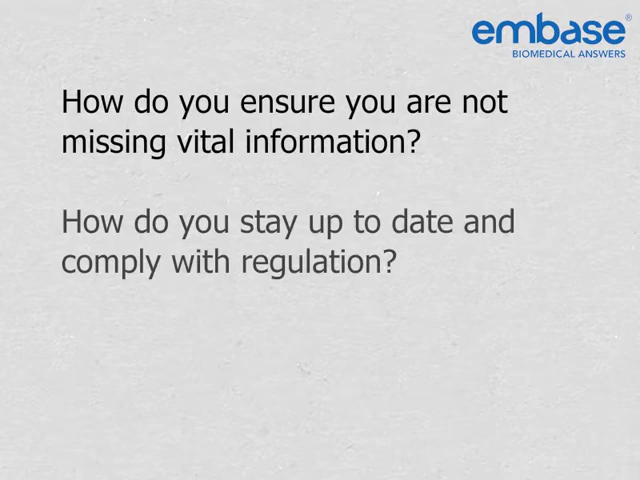 embase®
BIOMEDICAL ANSWERS
How do you ensure you are not
missing vital information?
How do you stay up to date and
comply with regulation?